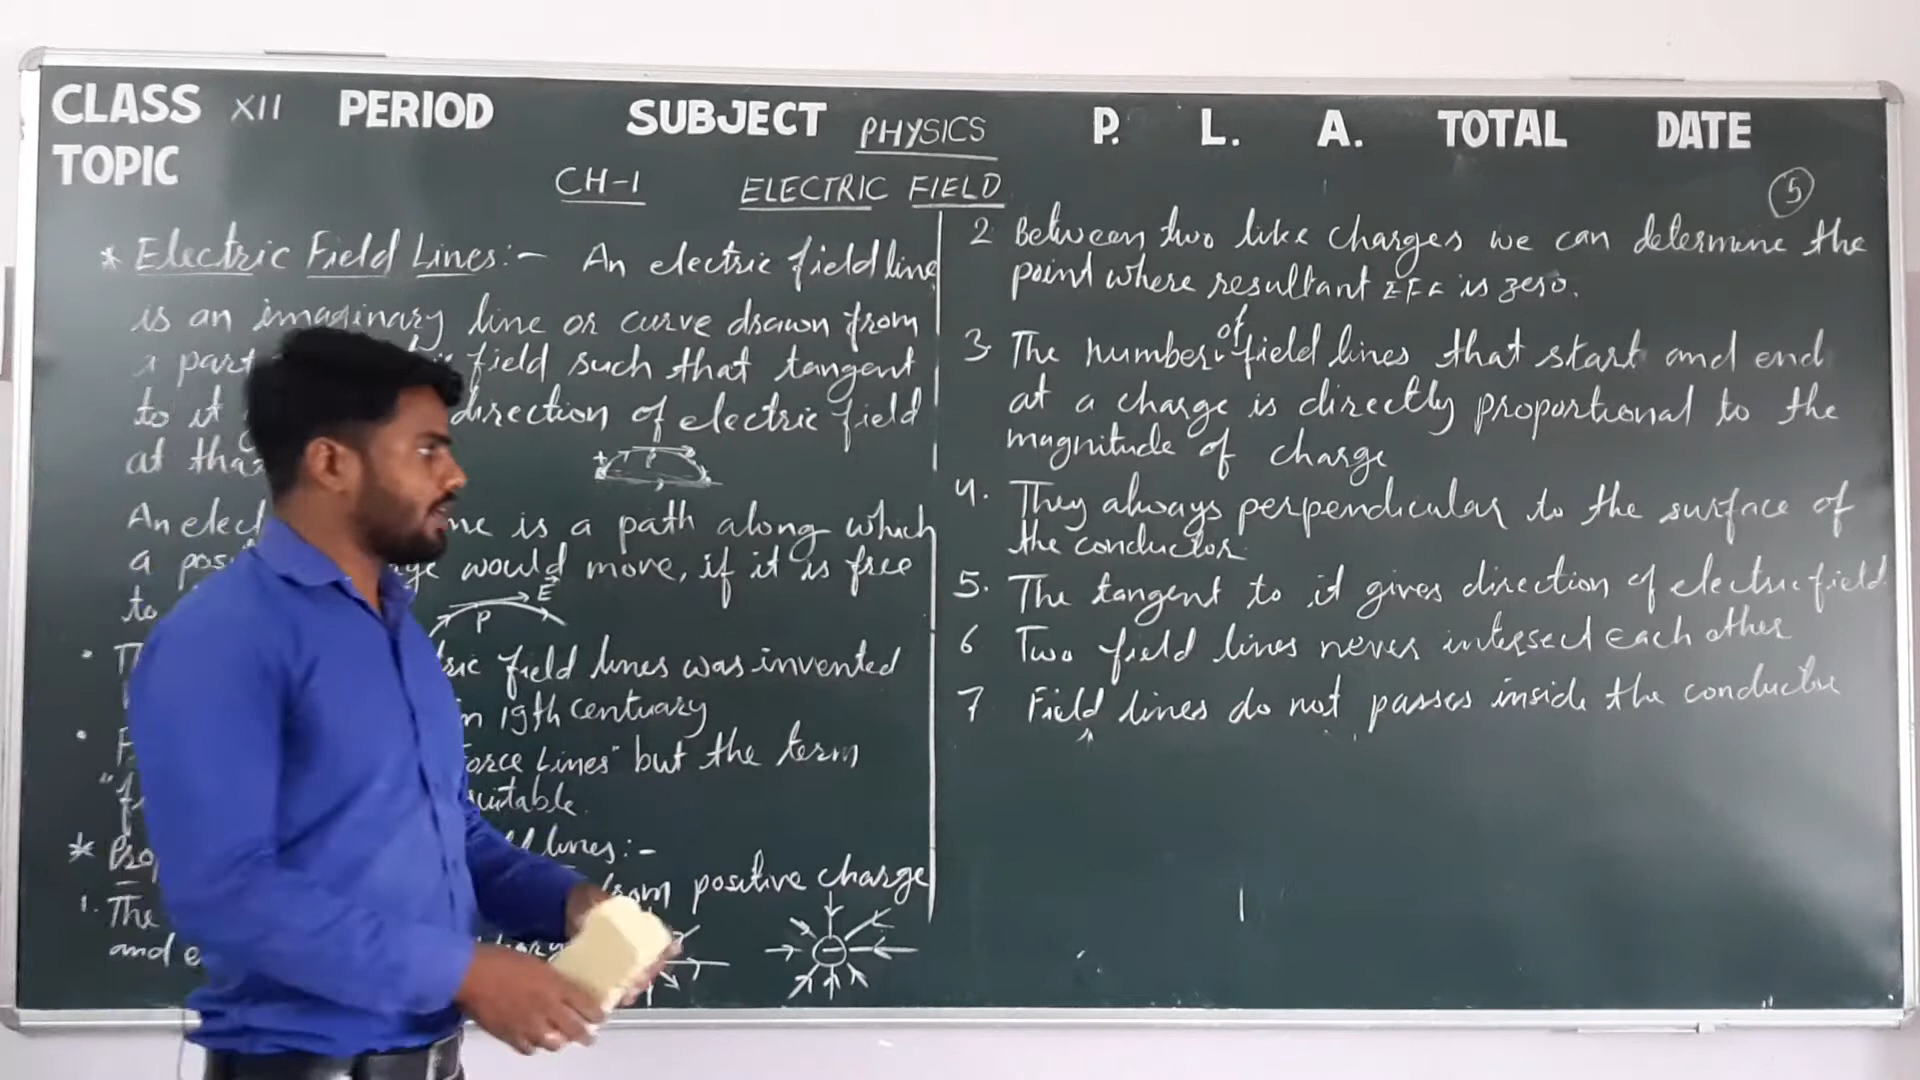 CLASS XII PERIOD SUBJECT PHYSICS P. L. A. TOTAL DATE
TOPIC
CH-1 ELECTRIC FIELD
5
* Electric Field Lines:- An electric field line
is an imaginary line or curve drawn from
field such that tangent
to it direction of electric field
at that
+ P
An elect is a path along which
a would move, if it is free
to
P E
field lines was invented
19th centuary
Lines" but the term
suitable.
* lines:-
1. The from positive charge
and
−
2 Between two like charges we can determine the
point where resultant is zero.
3. The number of field lines that start and end
at a charge is directly proportional to the
magnitude of charge
4. They always perpendicular to the surface of
the conductor.
5. The tangent to it gives direction of electric field.
6 Two field lines never intersect each other
7 Field lines do not passes inside the conductor